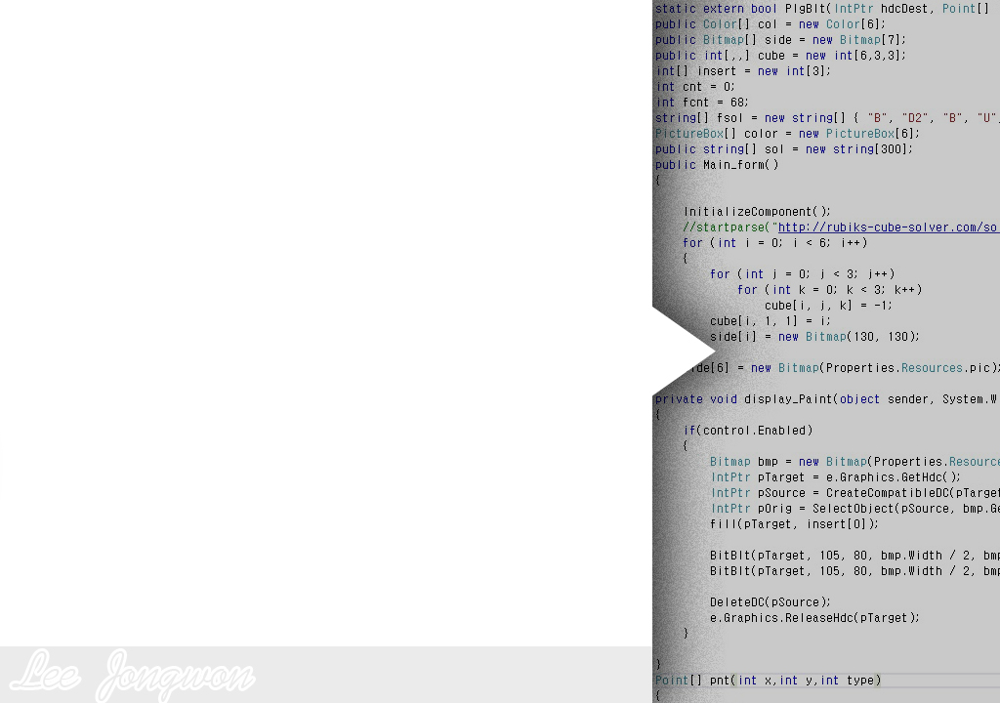 static extern bool PlgBlt(IntPtr hdcDest, Point[]
public Color[] col = new Color[6];
public Bitmap[] side = new Bitmap[7];
public int[,,] cube = new int[6,3,3];
int[] insert = new int[3];
int cnt = 0;
int fcnt = 68;
string[] fsol = new string[] { "B", "D2", "B", "U",
PictureBox[] color = new PictureBox[6];
public string[] sol = new string[300];
public Main_form()
{
InitializeComponent();
//startparse("http://rubiks-cube-solver.com/so
for (int i = 0; i < 6; i++)
{
for (int j = 0; j < 3; j++)
for (int k = 0; k < 3; k++)
cube[i, j, k] = -1;
cube[i, 1, 1] = i;
side[i] = new Bitmap(130, 130);
de[6] = new Bitmap(Properties.Resources.pic);
private void display_Paint(object sender, System.W
{
if(control.Enabled)
{
Bitmap bmp = new Bitmap(Properties.Resource
IntPtr pTarget = e.Graphics.GetHdc();
IntPtr pSource = CreateCompatibleDC(pTarget
IntPtr pOrig = SelectObject(pSource, bmp.Ge
fill(pTarget, insert[0]);
BitBlt(pTarget, 105, 80, bmp.Width / 2, bmp
BitBlt(pTarget, 105, 80, bmp.Width / 2, bmp
DeleteDC(pSource);
e.Graphics.ReleaseHdc(pTarget);
}
}
Point[] pnt(int x,int y,int type)
{
Lee Jongwon